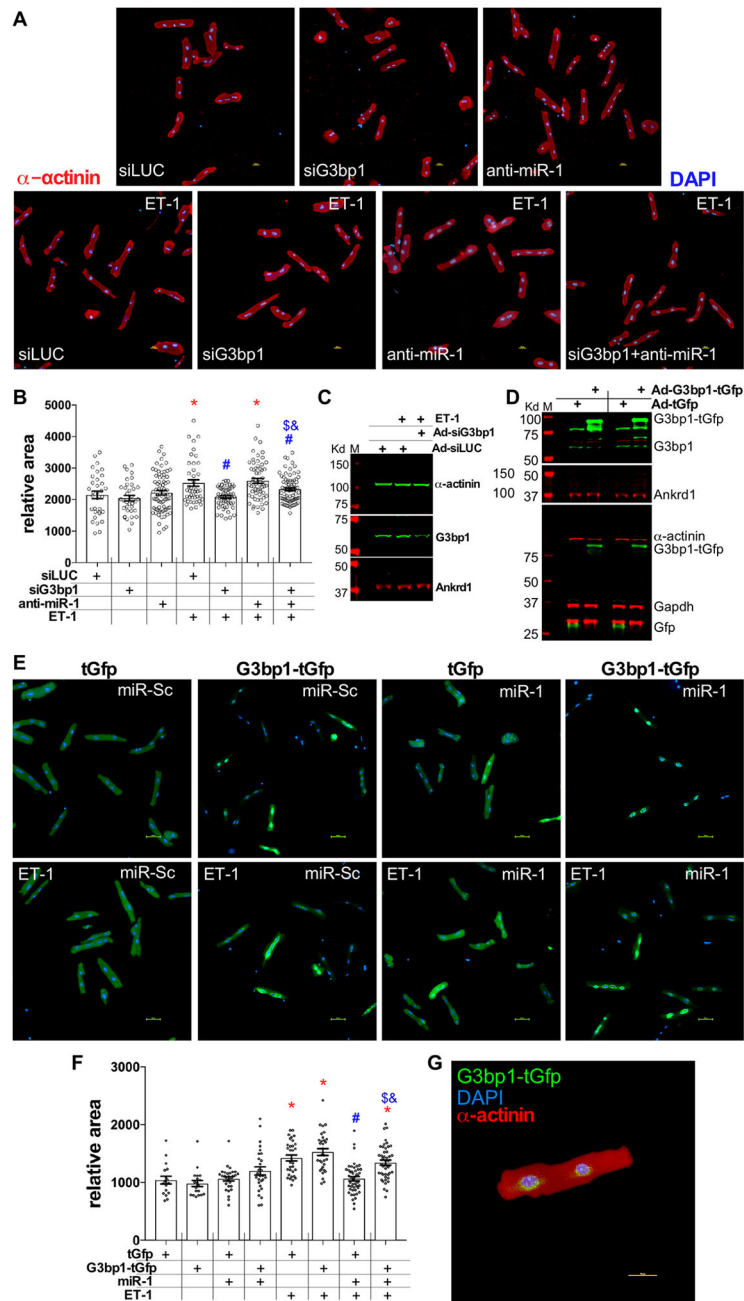 A
siLUC
siG3bp1
anti-miR-1
α-actinin
DAPI
ET-1
ET-1
ET-1
ET-1
siLUC
siG3bp1
anti-miR-1
siG3bp1+anti-miR-1
B
relative area
5000
4000
3000
2000
1000
0
*
*
#
$&
#
siLUC + +
siG3bp1 + + +
anti-miR-1 + + +
ET-1 + + + +
C
+ + ET-1
+ Ad-siG3bp1
Kd M + + Ad-siLUC
150
100
75
α-actinin
75
50
G3bp1
37
Ankrd1
D
+ + Ad-G3bp1-tGfp
Kd M + + Ad-tGfp
100
75
50
G3bp1-tGfp
G3bp1
150
100
37
Ankrd1
α-actinin
G3bp1-tGfp
75
50
37
Gapdh
25
Gfp
E
tGfp
G3bp1-tGfp
tGfp
G3bp1-tGfp
miR-Sc
miR-Sc
miR-1
miR-1
ET-1 miR-Sc
ET-1 miR-Sc
ET-1 miR-1
ET-1 miR-1
F
relative area
3000
2000
1000
0
*
*
#
$&
*
tGfp + + + +
G3bp1-tGfp + + + +
miR-1 + + + +
ET-1 + + + +
G
G3bp1-tGfp
DAPI
α-actinin